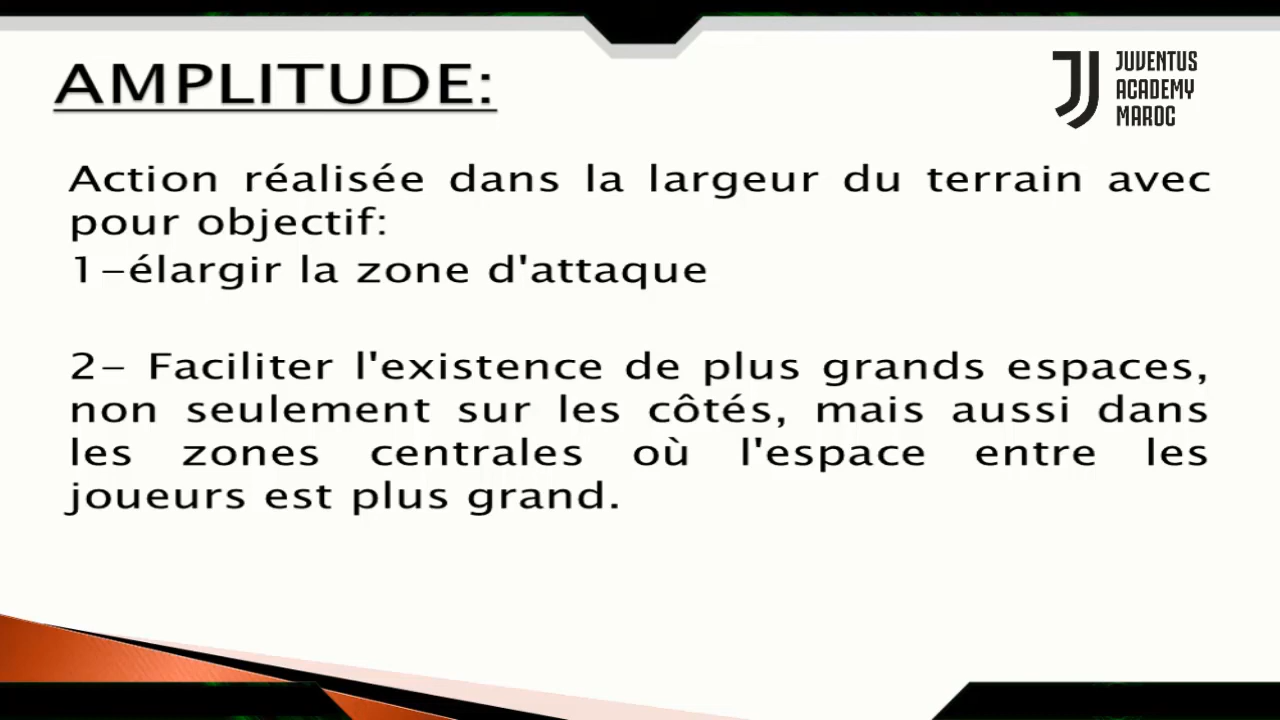 AMPLITUDE:
JUVENTUS
ACADEMY
MAROC
Action réalisée dans la largeur du terrain avec
pour objectif:
1-élargir la zone d'attaque
2- Faciliter l'existence de plus grands espaces,
non seulement sur les côtés, mais aussi dans
les zones centrales où l'espace entre les
joueurs est plus grand.